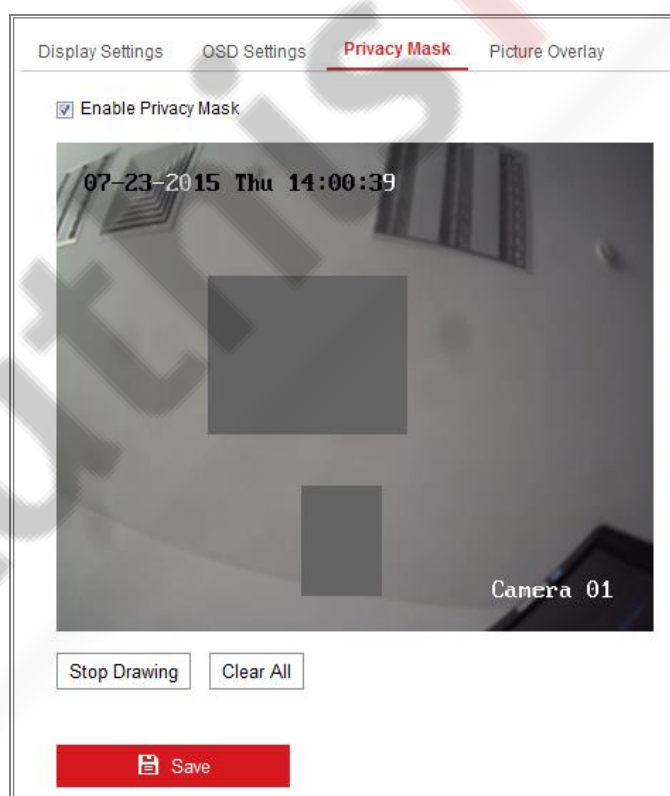 Display Settings OSD Settings Privacy Mask Picture Overlay
Enable Privacy Mask
07-23-2015 Thu 14:00:39
Camera 01
Stop Drawing Clear All
Save